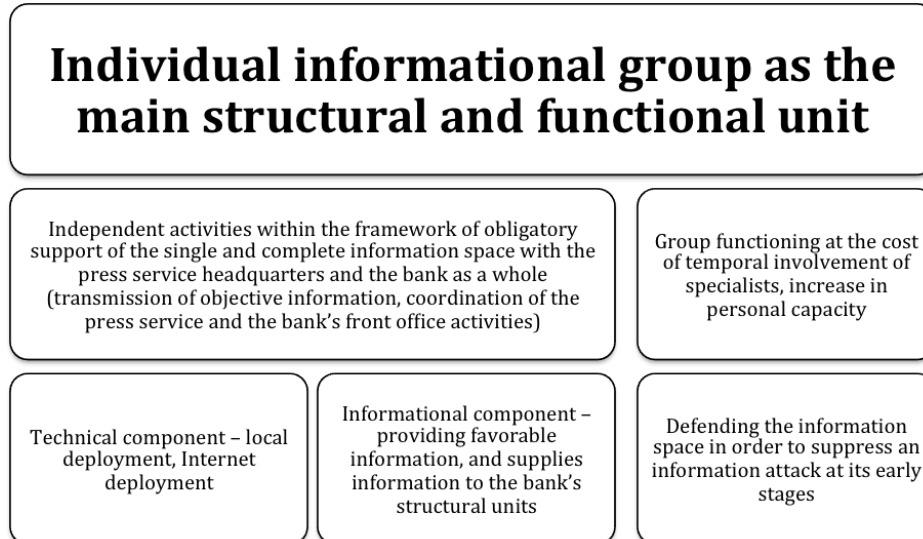 Individual informational group as the
main structural and functional unit
Independent activities within the framework of obligatory
support of the single and complete information space with the
press service headquarters and the bank as a whole
(transmission of objective information, coordination of the
press service and the bank’s front office activities)
Group functioning at the cost
of temporal involvement of
specialists, increase in
personal capacity
Technical component – local
deployment, Internet
deployment
Informational component –
providing favorable
information, and supplies
information to the bank’s
structural units
Defending the information
space in order to suppress an
information attack at its early
stages